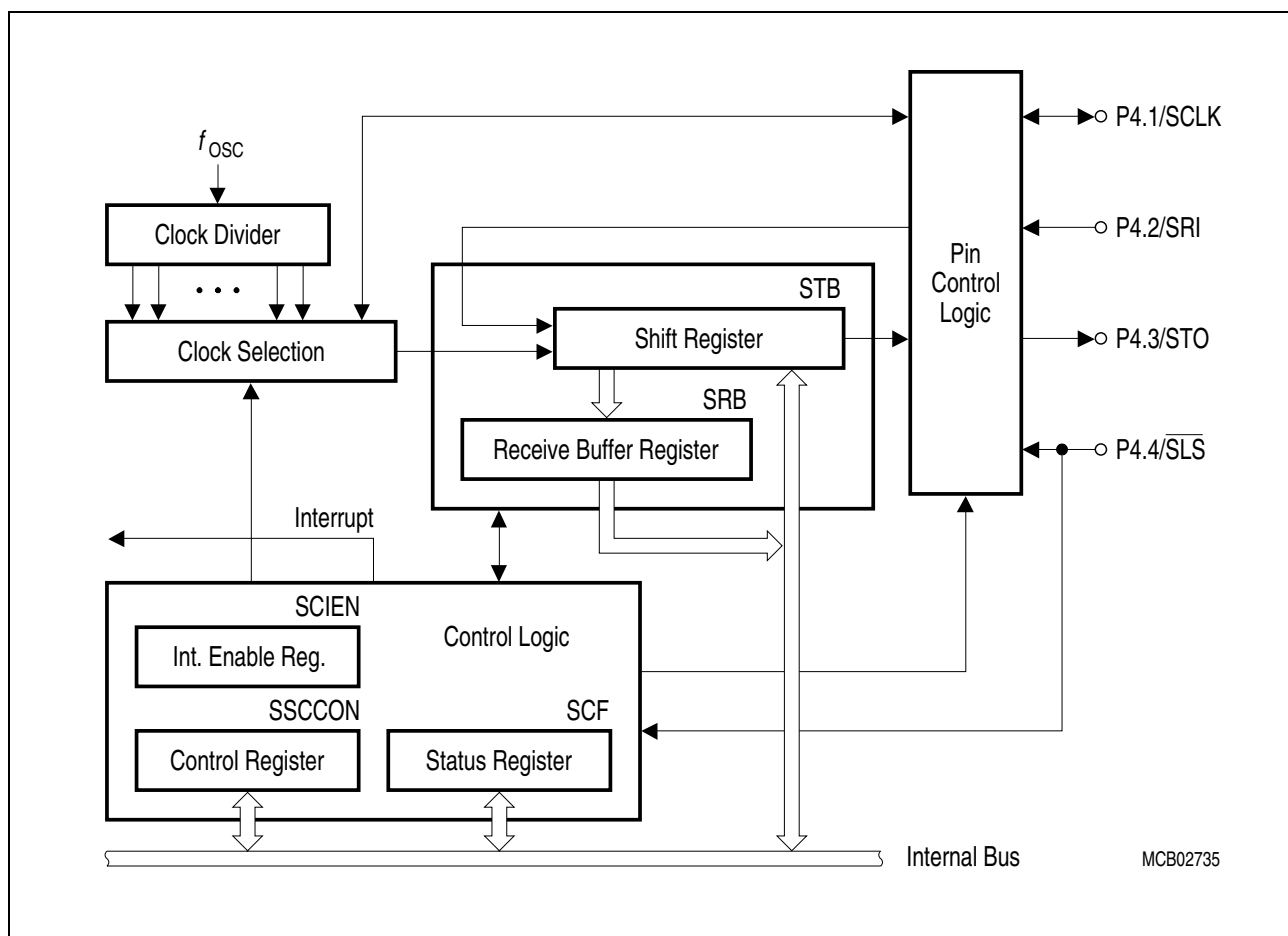 P4.1/SCLK
fOSC
Clock Divider
P4.2/SRI
Pin
Control
Logic
STB
Shift Register
Clock Selection
P4.3/STO
SRB
Receive Buffer Register
P4.4/S̅L̅S̅
Interrupt
SCIEN
Control Logic
Int. Enable Reg.
SSCCON
SCF
Control Register
Status Register
Internal Bus
MCB02735